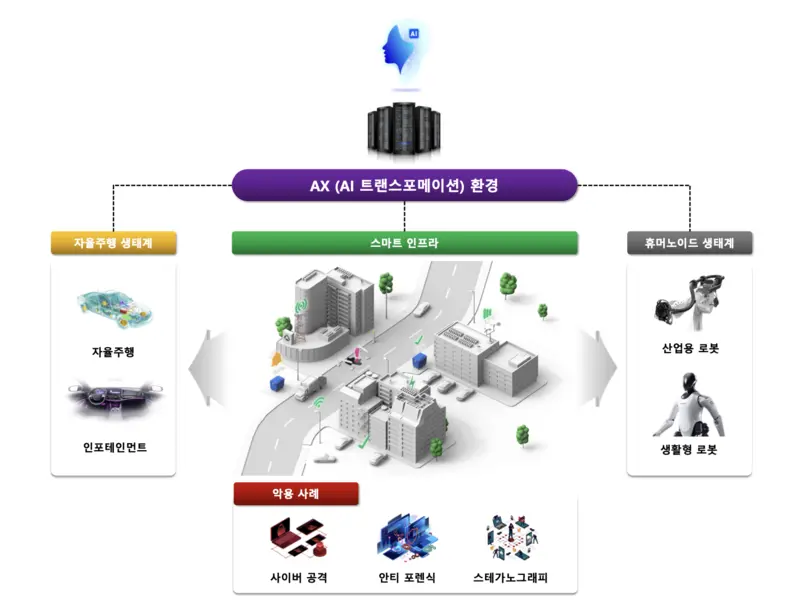 AI
AX (AI 트랜스포메이션) 환경
자율주행 생태계
스마트 인프라
휴머노이드 생태계
자율주행
인포테인먼트
산업용 로봇
생활형 로봇
악용 사례
사이버 공격
안티 포렌식
스테가노그래피